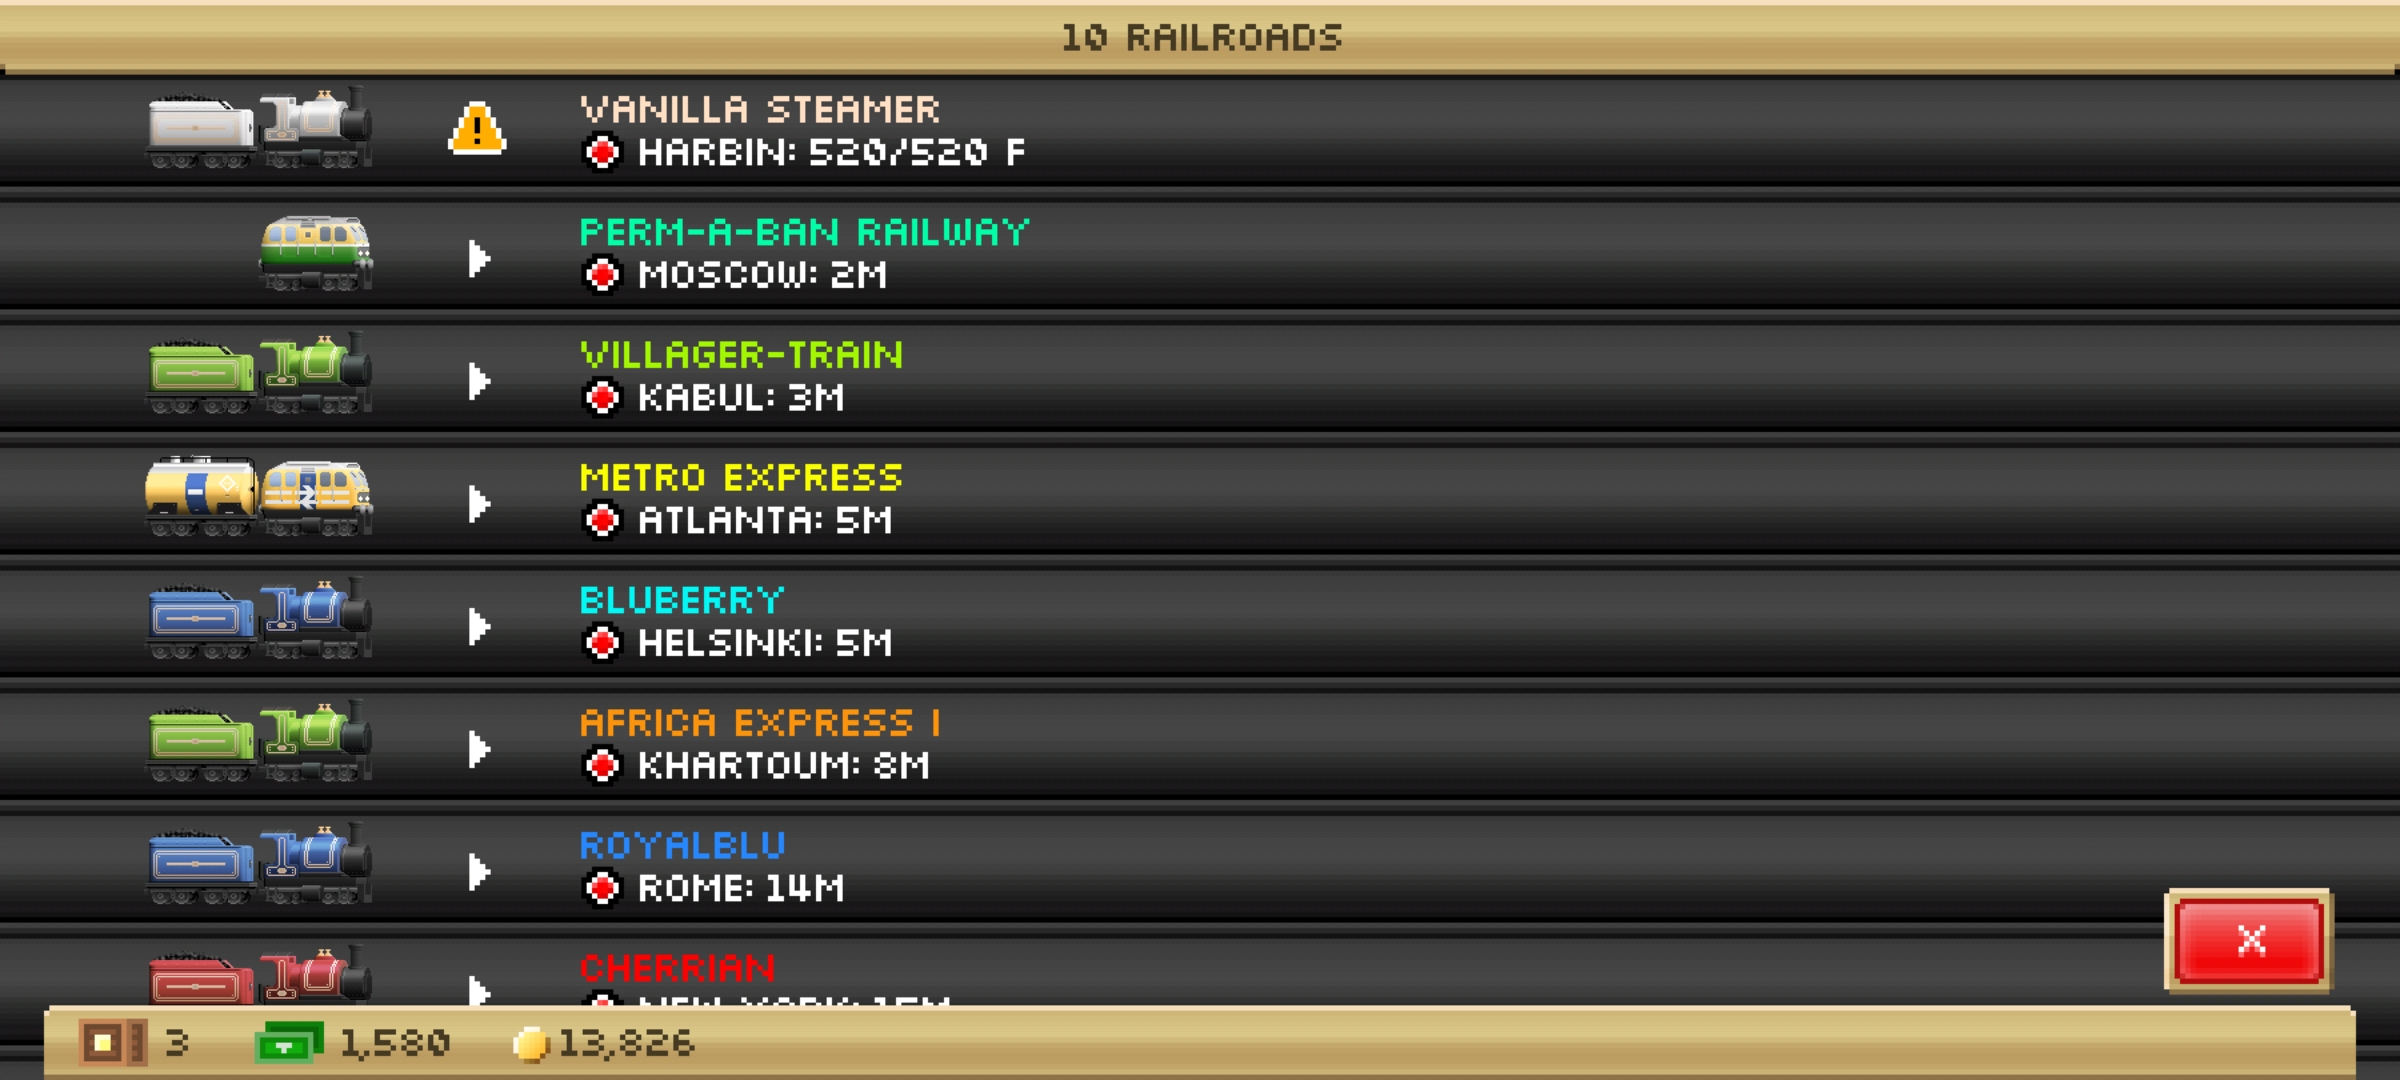 10 RAILROADS
VANILLA STEAMER
HARBIN: 520/520 F
PERM-A-BAN RAILWAY
MOSCOW: 2M
VILLAGER-TRAIN
KABUL: 3M
METRO EXPRESS
ATLANTA: 5M
BLUBERRY
HELSINKI: 5M
AFRICA EXPRESS I
KHARTOUM: 8M
ROYALBLU
ROME: 14M
CHERRIAN
X
3 1,580 13,826